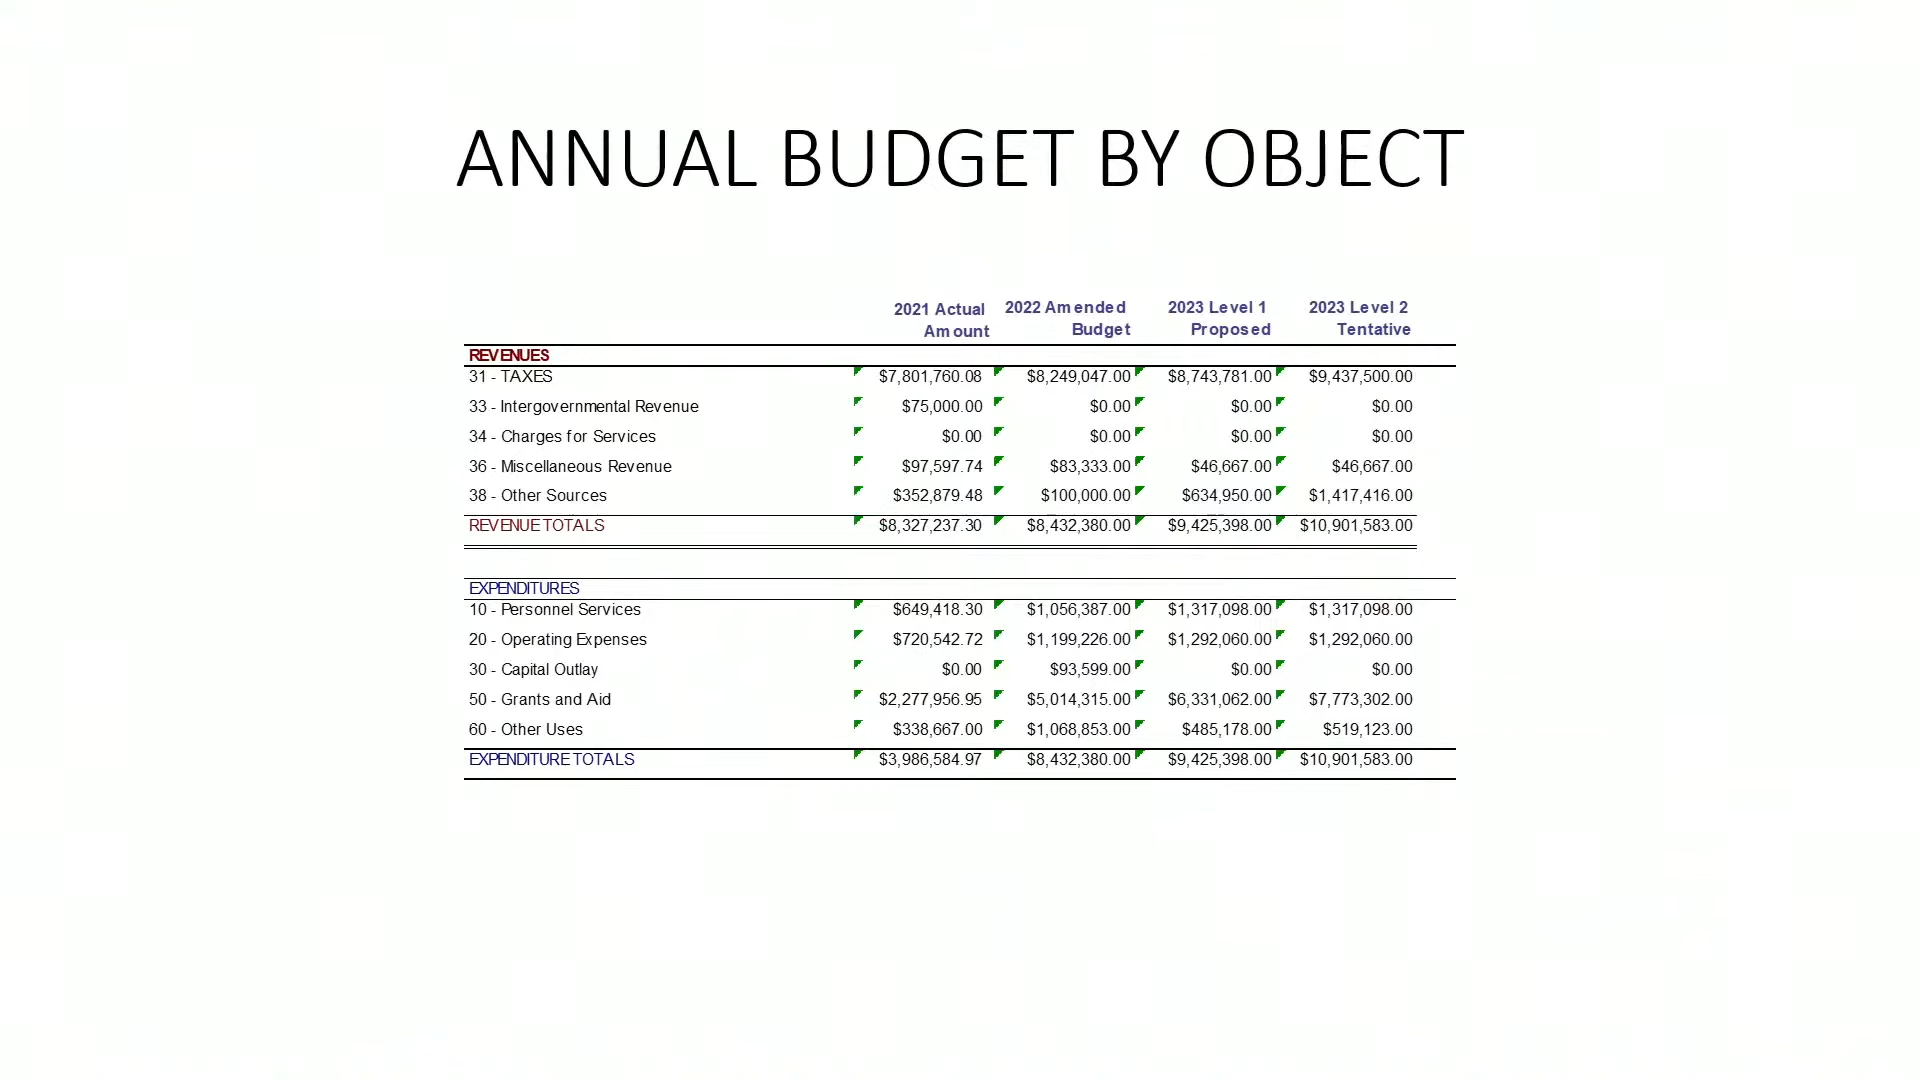 ANNUAL BUDGET BY OBJECT
2021 Actual 2022 Amended 2023 Level 1 2023 Level 2
Amount Budget Proposed Tentative
REVENUES
31 - TAXES $7,801,760.08 $8,249,047.00 $8,743,781.00 $9,437,500.00
33 - Intergovernmental Revenue $75,000.00 $0.00 $0.00 $0.00
34 - Charges for Services $0.00 $0.00 $0.00 $0.00
36 - Miscellaneous Revenue $97,597.74 $83,333.00 $46,667.00 $46,667.00
38 - Other Sources $352,879.48 $100,000.00 $634,950.00 $1,417,416.00
REVENUE TOTALS $8,327,237.30 $8,432,380.00 $9,425,398.00 $10,901,583.00
EXPENDITURES
10 - Personnel Services $649,418.30 $1,056,387.00 $1,317,098.00 $1,317,098.00
20 - Operating Expenses $720,542.72 $1,199,226.00 $1,292,060.00 $1,292,060.00
30 - Capital Outlay $0.00 $93,599.00 $0.00 $0.00
50 - Grants and Aid $2,277,956.95 $5,014,315.00 $6,331,062.00 $7,773,302.00
60 - Other Uses $338,667.00 $1,068,853.00 $485,178.00 $519,123.00
EXPENDITURE TOTALS $3,986,584.97 $8,432,380.00 $9,425,398.00 $10,901,583.00